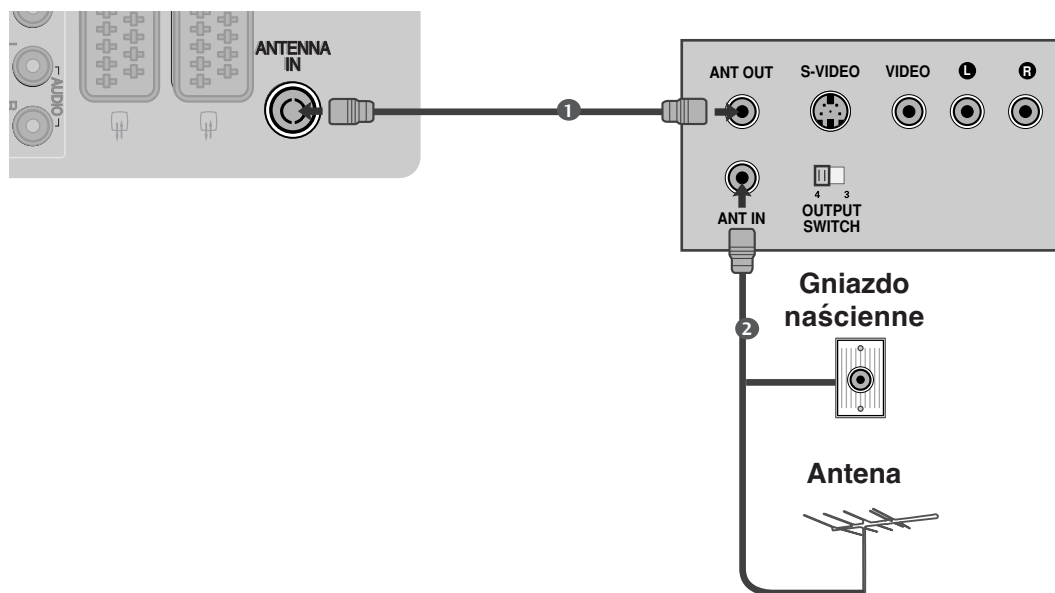 ANTENNA
IN
AUDIO
R
1
ANT OUT
S-VIDEO
VIDEO
L
R
ANT IN
4 3
OUTPUT
SWITCH
2
Gniazdo
naścienne
Antena